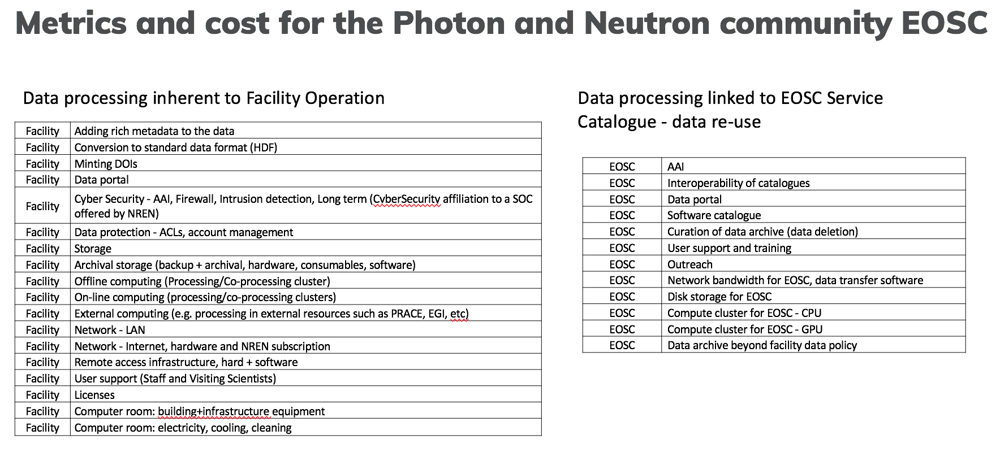 Metrics and cost for the Photon and Neutron community EOSC
Data processing inherent to Facility Operation
Facility Adding rich metadata to the data
Facility Conversion to standard data format (HDF)
Facility Minting DOIs
Facility Data portal
Facility Cyber Security - AAI, Firewall, Intrusion detection, Long term (CyberSecurity affiliation to a SOC
offered by NREN)
Facility Data protection - ACLs, account management
Facility Storage
Facility Archival storage (backup + archival, hardware, consumables, software)
Facility Offline computing (Processing/Co-processing cluster)
Facility On-line computing (processing/co-processing clusters)
Facility External computing (e.g. processing in external resources such as PRACE, EGI, etc)
Facility Network - LAN
Facility Network - Internet, hardware and NREN subscription
Facility Remote access infrastructure, hard + software
Facility User support (Staff and Visiting Scientists)
Facility Licenses
Facility Computer room: building+infrastructure equipment
Facility Computer room: electricity, cooling, cleaning
Data processing linked to EOSC Service
Catalogue - data re-use
EOSC AAI
EOSC Interoperability of catalogues
EOSC Data portal
EOSC Software catalogue
EOSC Curation of data archive (data deletion)
EOSC User support and training
EOSC Outreach
EOSC Network bandwidth for EOSC, data transfer software
EOSC Disk storage for EOSC
EOSC Compute cluster for EOSC - CPU
EOSC Compute cluster for EOSC - GPU
EOSC Data archive beyond facility data policy